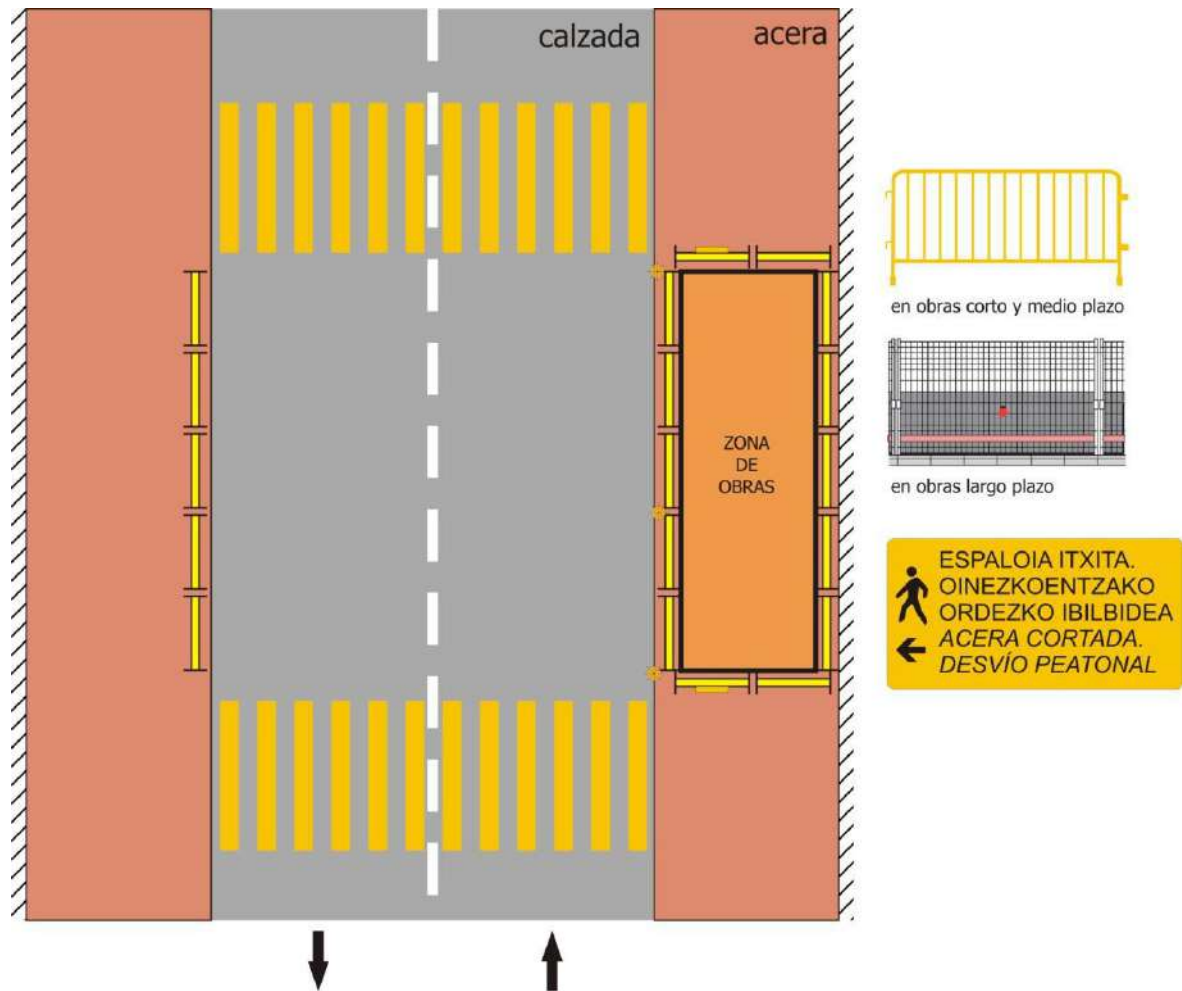 calzada
acera
en obras corto y medio plazo
ZONA
DE
OBRAS
en obras largo plazo
ESPALOIA ITXITA.
OINEZKOENTZAKO
ORDEZKO IBILBIDEA
ACERA CORTADA.
DESVÍO PEATONAL